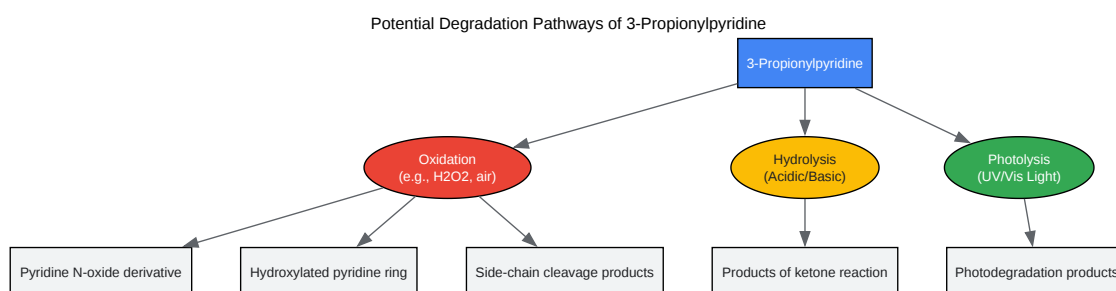 Potential Degradation Pathways of 3-Propionylpyridine
3-Propionylpyridine
Oxidation
(e.g., H2O2, air)
Hydrolysis
(Acidic/Basic)
Photolysis
(UV/Vis Light)
Pyridine N-oxide derivative
Hydroxylated pyridine ring
Side-chain cleavage products
Products of ketone reaction
Photodegradation products